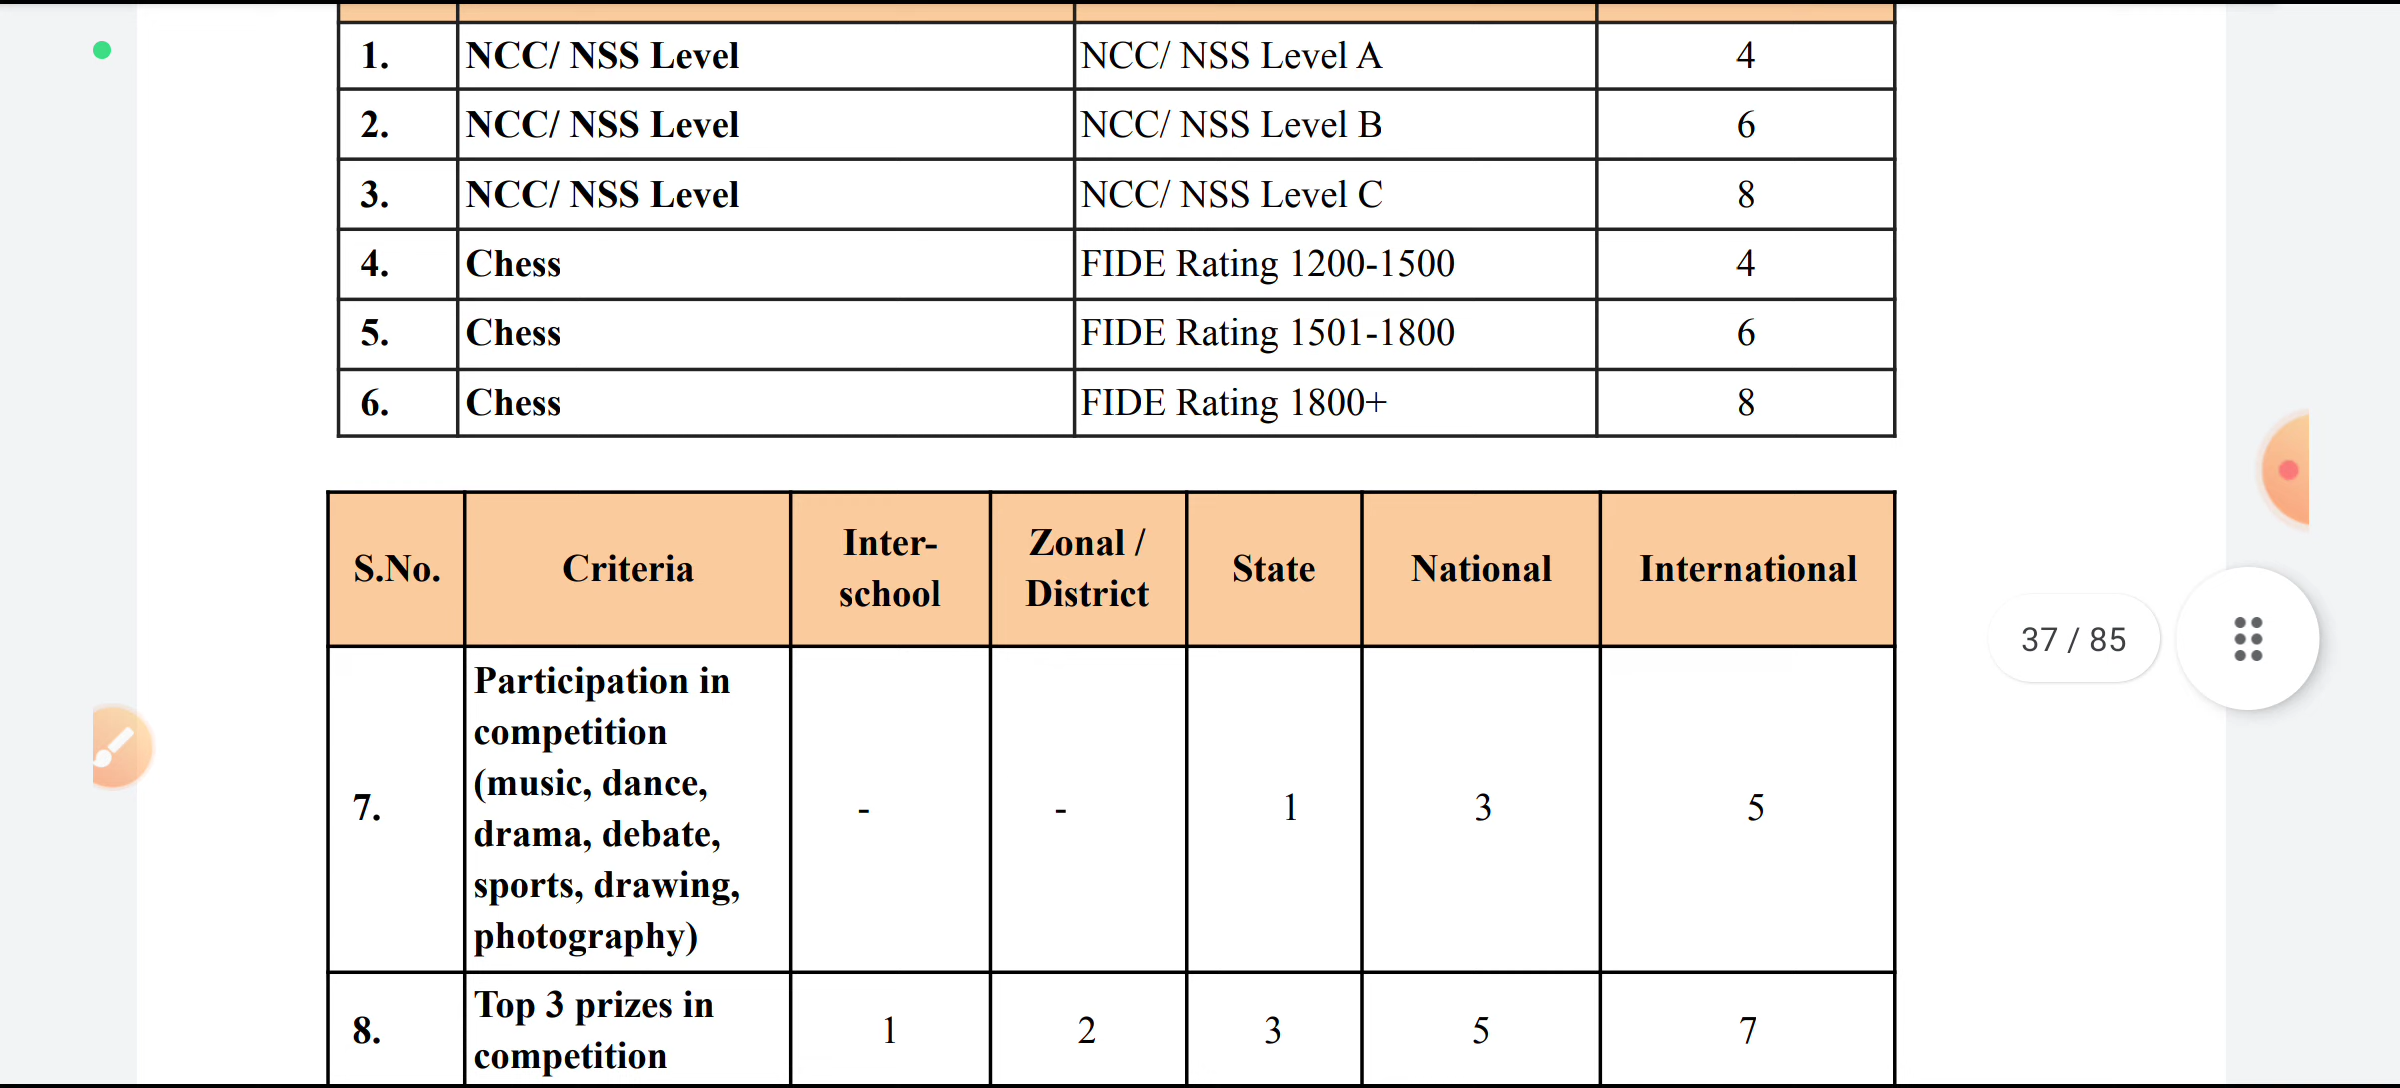 1. NCC/ NSS Level NCC/ NSS Level A 4
2. NCC/ NSS Level NCC/ NSS Level B 6
3. NCC/ NSS Level NCC/ NSS Level C 8
4. Chess FIDE Rating 1200-1500 4
5. Chess FIDE Rating 1501-1800 6
6. Chess FIDE Rating 1800+ 8
S.No. Criteria Inter-
school Zonal /
District State National International
37 / 85
7. Participation in
competition
(music, dance,
drama, debate,
sports, drawing,
photography) - - 1 3 5
8. Top 3 prizes in
competition 1 2 3 5 7